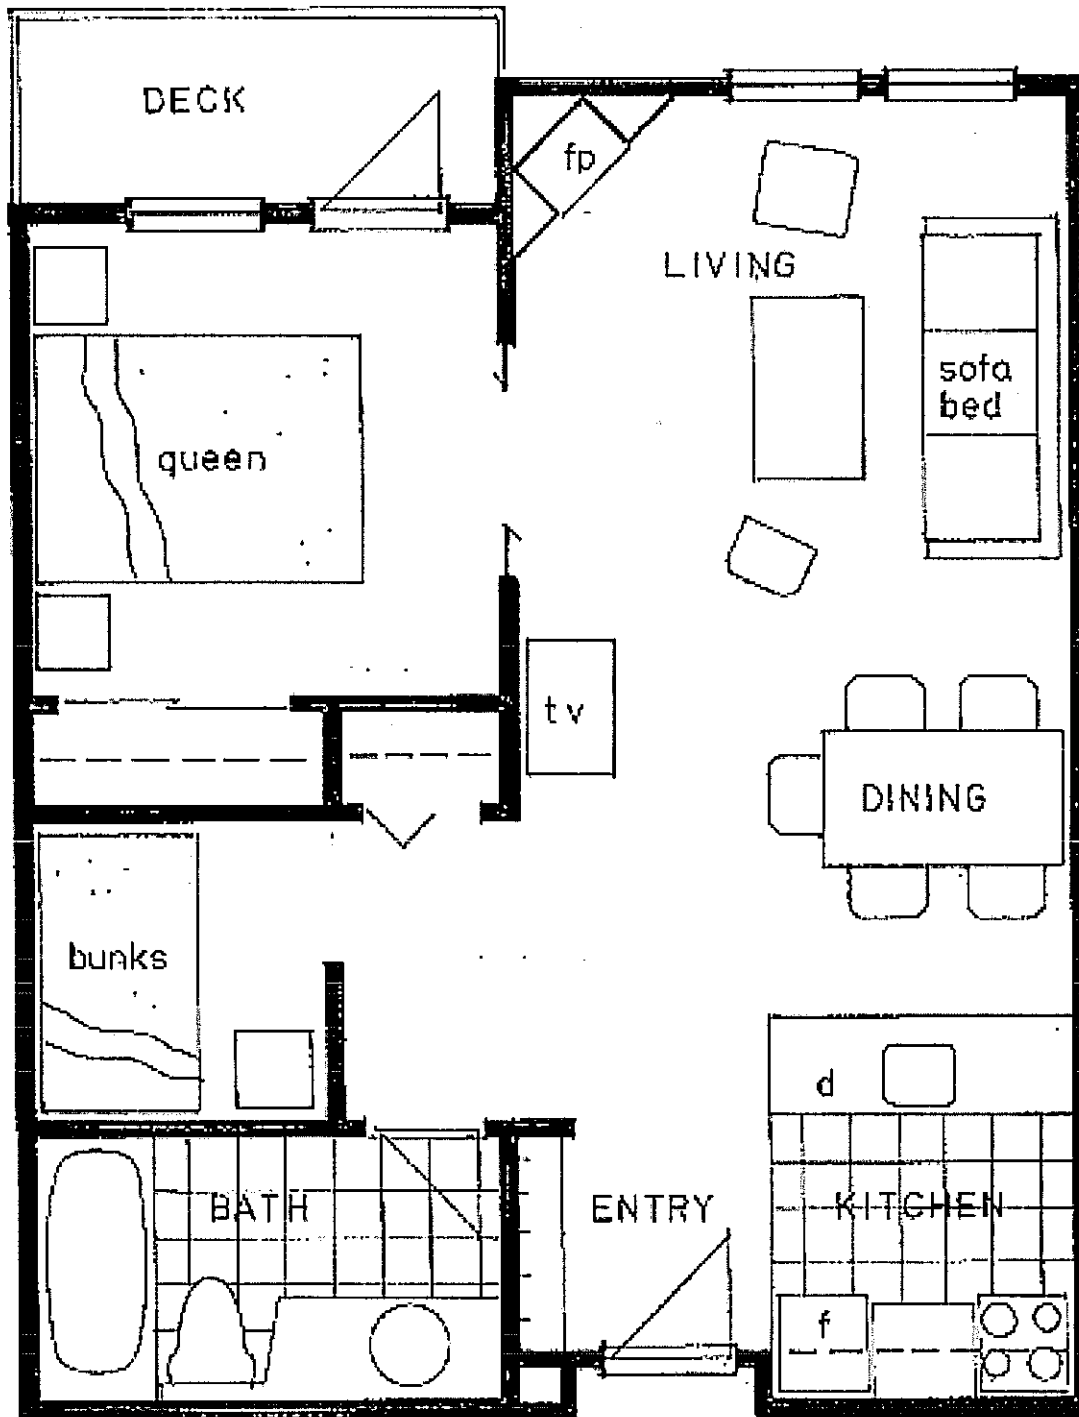 DECK
fp
LIVING
sofa
bed
queen
tv
DINING
bunks
d
BATH
ENTRY
KITCHEN
f